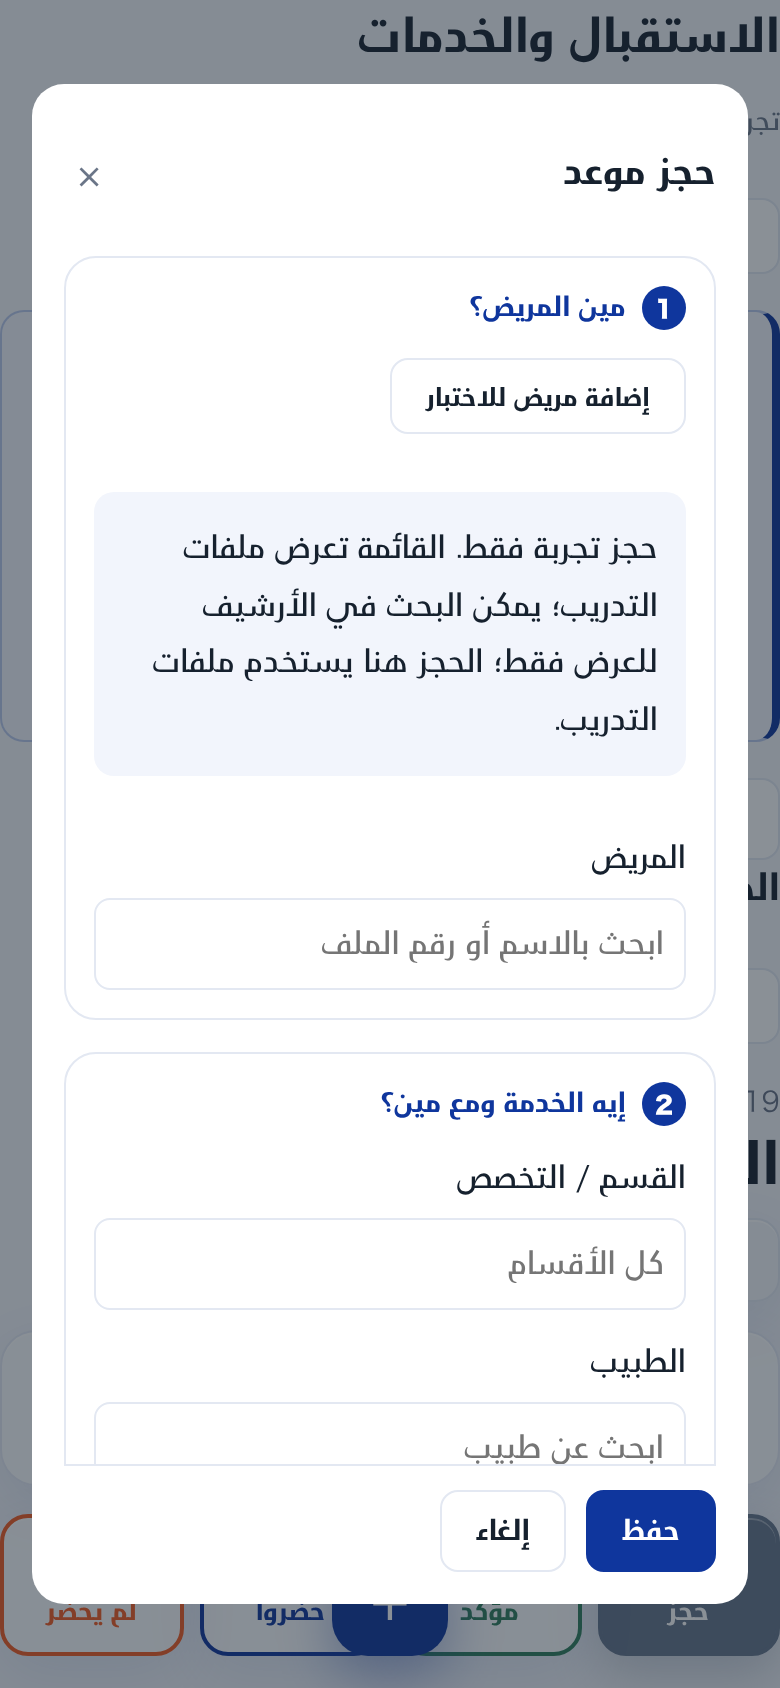 الاستقبال والخدمات
حجز موعد
×
1 مين المريض؟
إضافة مريض للاختبار
حجز تجربة فقط. القائمة تعرض ملفات
التدريب؛ يمكن البحث في الأرشيف
للعرض فقط؛ الحجز هنا يستخدم ملفات
التدريب.
المريض
ابحث بالاسم أو رقم الملف
2 إيه الخدمة ومع مين؟
القسم / التخصص
كل الأقسام
الطبيب
ابحث عن طبيب
19
حفظ
إلغاء
حجز
مؤكد
+
حضروا
لم يحضر